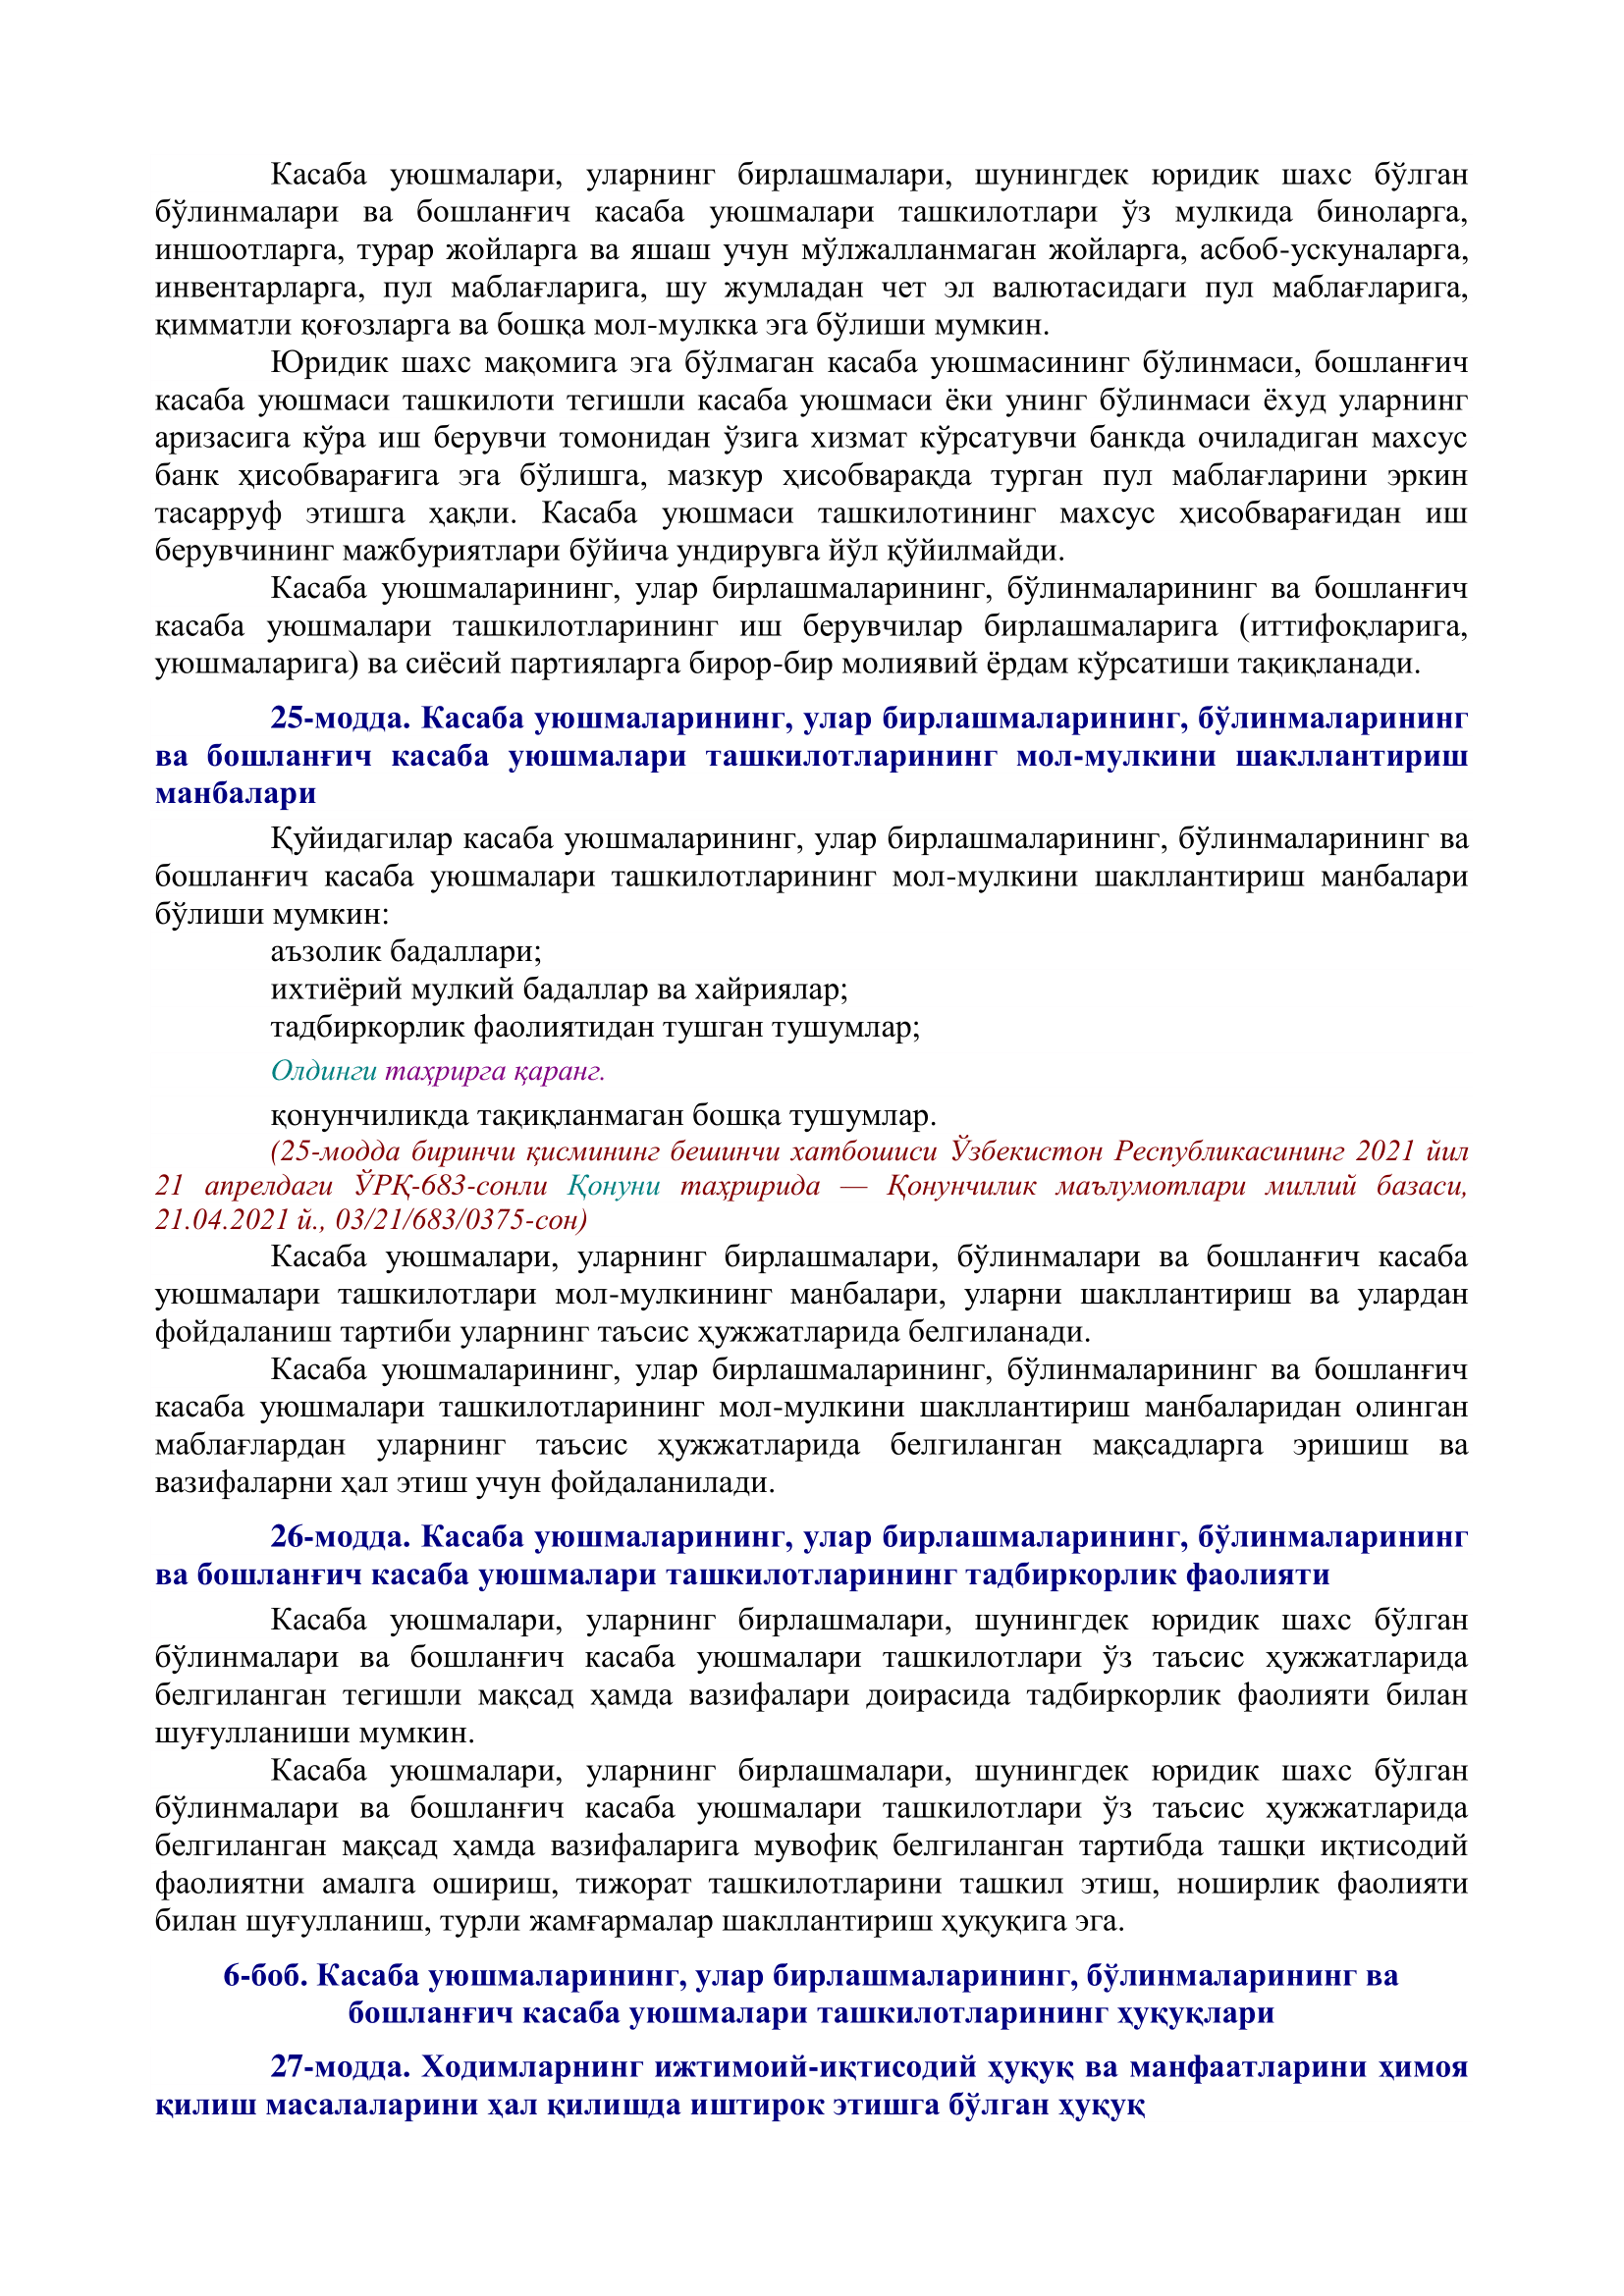 Касаба уюшмалари, уларнинг бирлашмалари, шунингдек юридик шахс бўлган
бўлинмалари ва бошланғич касаба уюшмалари ташкилотлари ўз мулкида биноларга,
иншоотларга, турар жойларга ва яшаш учун мўлжалланмаган жойларга, асбоб-ускуналарга,
инвентарларга, пул маблағларига, шу жумладан чет эл валютасидаги пул маблағларига,
қимматли қоғозларга ва бошқа мол-мулкка эга бўлиши мумкин.
Юридик шахс мақомига эга бўлмаган касаба уюшмасининг бўлинмаси, бошланғич
касаба уюшмаси ташкилоти тегишли касаба уюшмаси ёки унинг бўлинмаси ёхуд уларнинг
аризасига кўра иш берувчи томонидан ўзига хизмат кўрсатувчи банкда очиладиган махсус
банк ҳисобварағига эга бўлишга, мазкур ҳисобварақда турган пул маблағларини эркин
тасарруф этишга ҳақли. Касаба уюшмаси ташкилотининг махсус ҳисобварағидан иш
берувчининг мажбуриятлари бўйича ундирувга йўл қўйилмайди.
Касаба уюшмаларининг, улар бирлашмаларининг, бўлинмаларининг ва бошланғич
касаба уюшмалари ташкилотларининг иш берувчилар бирлашмаларига (иттифоқларига,
уюшмаларига) ва сиёсий партияларга бирор-бир молиявий ёрдам кўрсатиши тақиқланади.
25-модда. Касаба уюшмаларининг, улар бирлашмаларининг, бўлинмаларининг
ва бошланғич касаба уюшмалари ташкилотларининг мол-мулкини шакллантириш
манбалари
Қуйидагилар касаба уюшмаларининг, улар бирлашмаларининг, бўлинмаларининг ва
бошланғич касаба уюшмалари ташкилотларининг мол-мулкини шакллантириш манбалари
бўлиши мумкин:
аъзолик бадаллари;
ихтиёрий мулкий бадаллар ва хайриялар;
тадбиркорлик фаолиятидан тушган тушумлар;
Олдинги таҳрирга қаранг.
қонунчиликда тақиқланмаган бошқа тушумлар.
(25-модда биринчи қисмининг бешинчи хатбошиси Ўзбекистон Республикасининг 2021 йил
21 апрелдаги ЎРҚ-683-сонли Қонуни таҳририда — Қонунчилик маълумотлари миллий базаси,
21.04.2021 й., 03/21/683/0375-сон)
Касаба уюшмалари, уларнинг бирлашмалари, бўлинмалари ва бошланғич касаба
уюшмалари ташкилотлари мол-мулкининг манбалари, уларни шакллантириш ва улардан
фойдаланиш тартиби уларнинг таъсис ҳужжатларида белгиланади.
Касаба уюшмаларининг, улар бирлашмаларининг, бўлинмаларининг ва бошланғич
касаба уюшмалари ташкилотларининг мол-мулкини шакллантириш манбаларидан олинган
маблағлардан уларнинг таъсис ҳужжатларида белгиланган мақсадларга эришиш ва
вазифаларни ҳал этиш учун фойдаланилади.
26-модда. Касаба уюшмаларининг, улар бирлашмаларининг, бўлинмаларининг
ва бошланғич касаба уюшмалари ташкилотларининг тадбиркорлик фаолияти
Касаба уюшмалари, уларнинг бирлашмалари, шунингдек юридик шахс бўлган
бўлинмалари ва бошланғич касаба уюшмалари ташкилотлари ўз таъсис ҳужжатларида
белгиланган тегишли мақсад ҳамда вазифалари доирасида тадбиркорлик фаолияти билан
шуғулланиши мумкин.
Касаба уюшмалари, уларнинг бирлашмалари, шунингдек юридик шахс бўлган
бўлинмалари ва бошланғич касаба уюшмалари ташкилотлари ўз таъсис ҳужжатларида
белгиланган мақсад ҳамда вазифаларига мувофиқ белгиланган тартибда ташқи иқтисодий
фаолиятни амалга ошириш, тижорат ташкилотларини ташкил этиш, ноширлик фаолияти
билан шуғулланиш, турли жамғармалар шакллантириш ҳуқуқига эга.
6-боб. Касаба уюшмаларининг, улар бирлашмаларининг, бўлинмаларининг ва
бошланғич касаба уюшмалари ташкилотларининг ҳуқуқлари
27-модда. Ходимларнинг ижтимоий-иқтисодий ҳуқуқ ва манфаатларини ҳимоя
қилиш масалаларини ҳал қилишда иштирок этишга бўлган ҳуқуқ